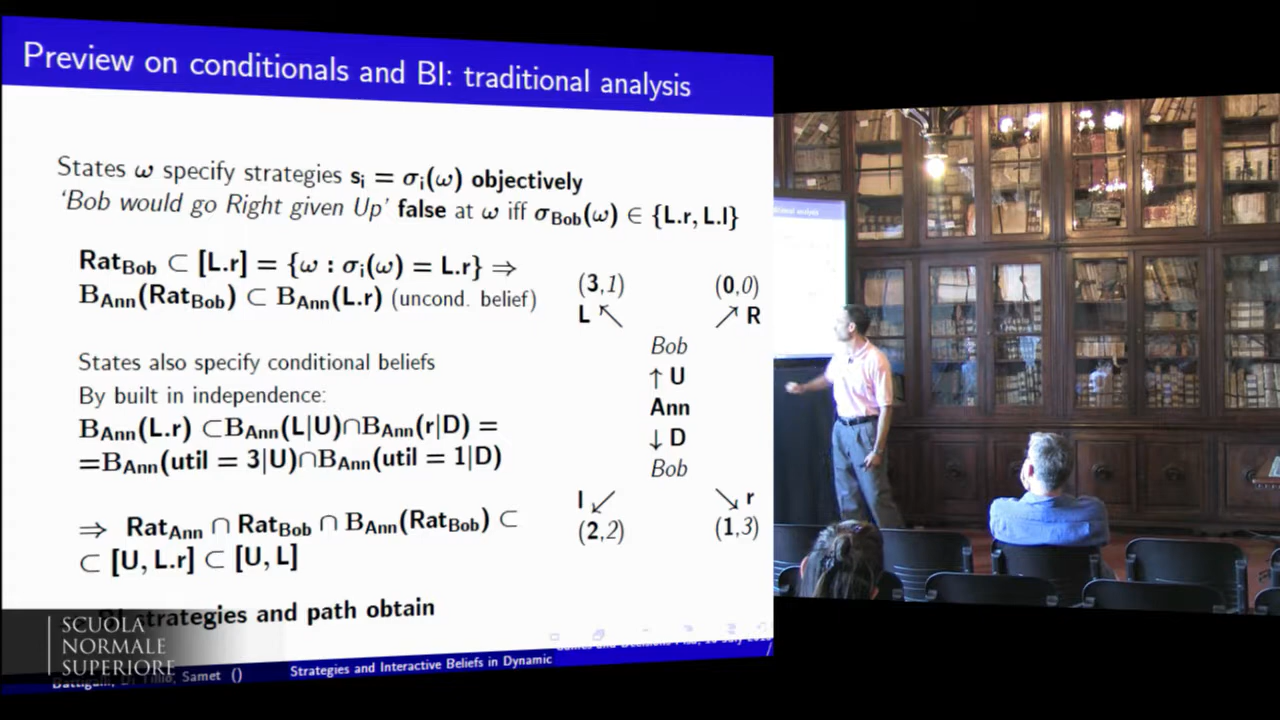 Preview on conditionals and BI: traditional analysis
States ω specify strategies sᵢ = σᵢ(ω) objectively
'Bob would go Right given Up' false at ω iff σ_Bob(ω) ∈ {L.r, L.l}
Rat_Bob ⊂ [L.r] = {ω : σᵢ(ω) = L.r} ⇒
B_Ann(Rat_Bob) ⊂ B_Ann(L.r) (uncond. belief)
States also specify conditional beliefs
By built in independence:
B_Ann(L.r) ⊂B_Ann(L|U)∩B_Ann(r|D) =
=B_Ann(util = 3|U)∩B_Ann(util = 1|D)
⇒ Rat_Ann ∩ Rat_Bob ∩ B_Ann(Rat_Bob) ⊂
⊂ [U, L.r] ⊂ [U, L]
strategies and path obtain
(3,1) (0,0)
L ↖ ↗ R
Bob
↑ U
Ann
↓ D
Bob
l ↙ ↘ r
(2,2) (1,3)
SCUOLA
NORMALE
SUPERIORE
Samet ()
Strategies and Interactive Beliefs in Dynamic